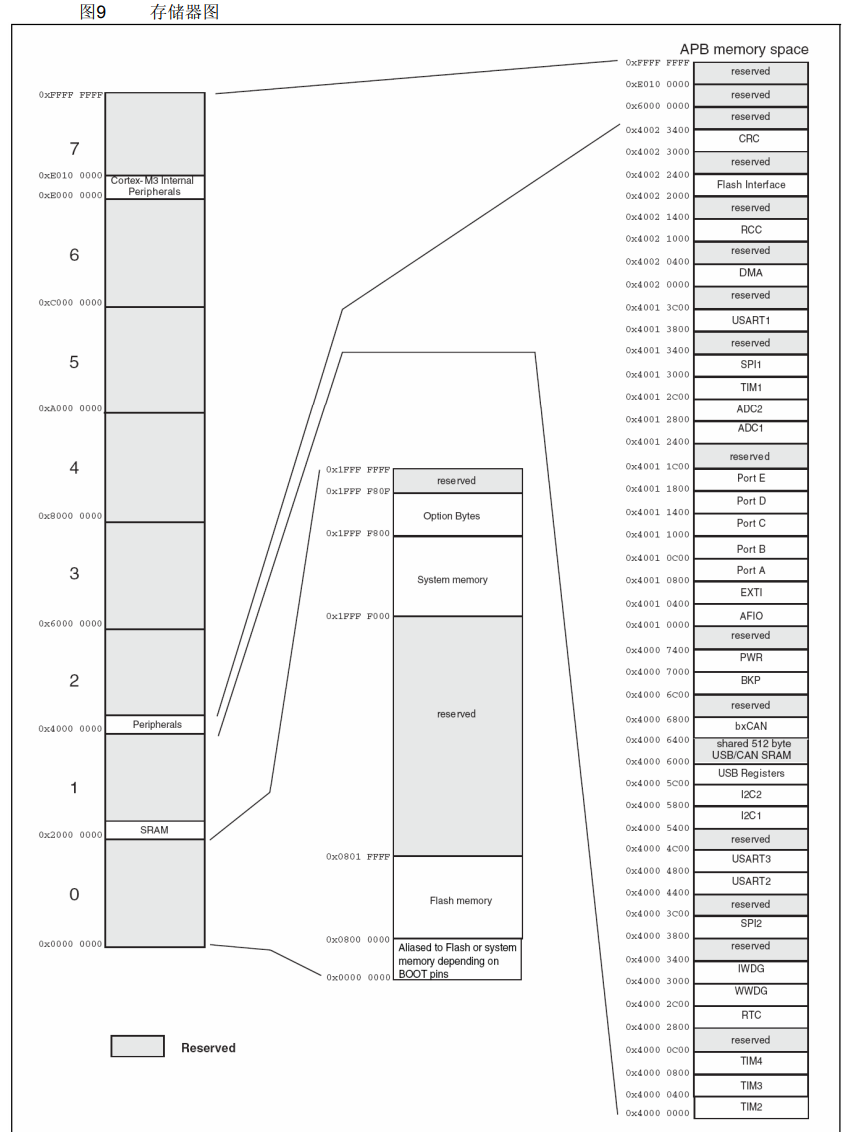 图9 存储器图
0xFFFF FFFF
7
0xE010 0000
Cortex-M3 Internal
Peripherals
0xE000 0000
6
0xC000 0000
5
0xA000 0000
4
0x8000 0000
3
0x6000 0000
2
Peripherals
0x4000 0000
1
SRAM
0x2000 0000
0
0x0000 0000
Reserved
0x1FFF FFFF
reserved
0x1FFF F80F
Option Bytes
0x1FFF F800
System memory
0x1FFF F000
reserved
0x0801 FFFF
Flash memory
0x0800 0000
Aliased to Flash or system
memory depending on
BOOT pins
0x0000 0000
APB memory space
0xFFFF FFFF
reserved
0xE010 0000
reserved
0x6000 0000
reserved
0x4002 3400
CRC
0x4002 3000
reserved
0x4002 2400
Flash Interface
0x4002 2000
reserved
0x4002 1400
RCC
0x4002 1000
reserved
0x4002 0400
DMA
0x4002 0000
reserved
0x4001 3C00
USART1
0x4001 3800
reserved
0x4001 3400
SPI1
0x4001 3000
TIM1
0x4001 2C00
ADC2
0x4001 2800
ADC1
0x4001 2400
reserved
0x4001 1C00
Port E
0x4001 1800
Port D
0x4001 1400
Port C
0x4001 1000
Port B
0x4001 0C00
Port A
0x4001 0800
EXTI
0x4001 0400
AFIO
0x4001 0000
reserved
0x4000 7400
PWR
0x4000 7000
BKP
0x4000 6C00
reserved
0x4000 6800
bxCAN
0x4000 6400
shared 512 byte
USB/CAN SRAM
0x4000 6000
USB Registers
0x4000 5C00
I2C2
0x4000 5800
I2C1
0x4000 5400
reserved
0x4000 4C00
USART3
0x4000 4800
USART2
0x4000 4400
reserved
0x4000 3C00
SPI2
0x4000 3800
reserved
0x4000 3400
IWDG
0x4000 3000
WWDG
0x4000 2C00
RTC
0x4000 2800
reserved
0x4000 0C00
TIM4
0x4000 0800
TIM3
0x4000 0400
TIM2
0x4000 0000